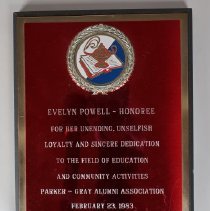 EVELYN POWELL ~ HONOREE
FOR HER UNENDING, UNSELFISH
LOYALTY AND SINCERE DEDICATION
TO THE FIELD OF EDUCATION
AND COMMUNITY ACTIVITIES
PARKER ~ GRAY ALUMNI ASSOCIATION
FEBRUARY 23, 1983